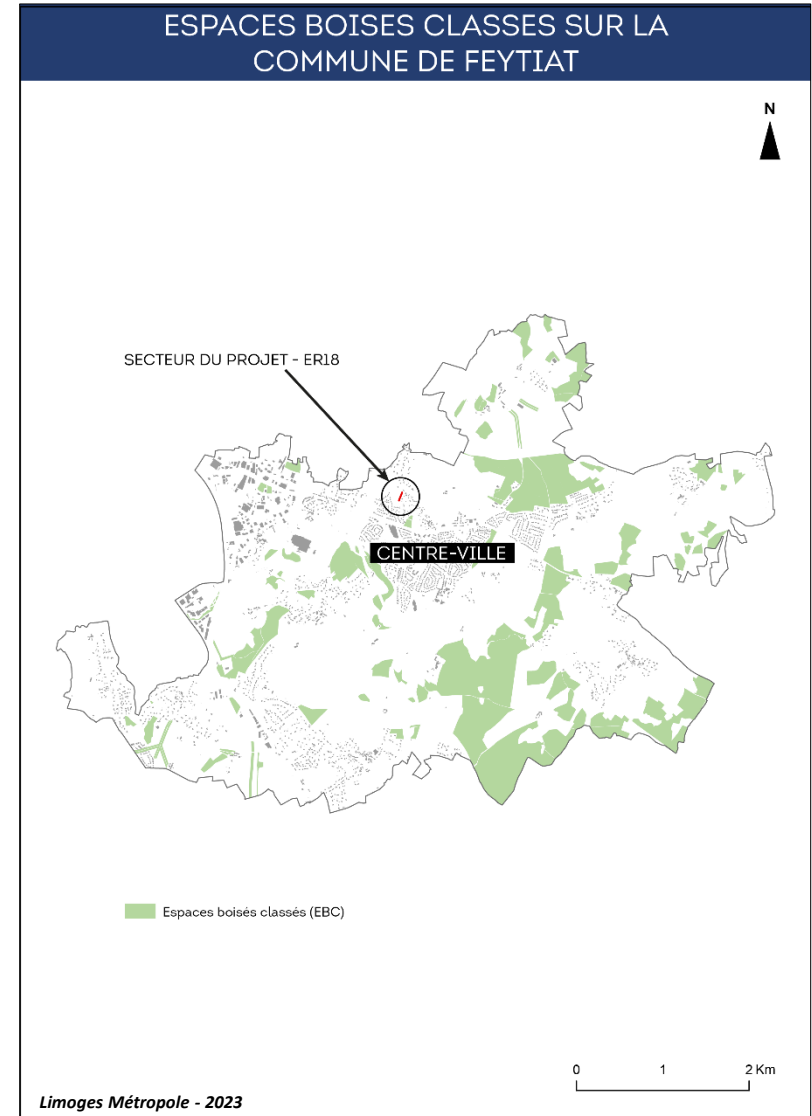 ESPACES BOISES CLASSES SUR LA
COMMUNE DE FEYTIAT
N
SECTEUR DU PROJET - ER18
CENTRE-VILLE
Espaces boisés classés (EBC)
0 1 2 Km
Limoges Métropole - 2023